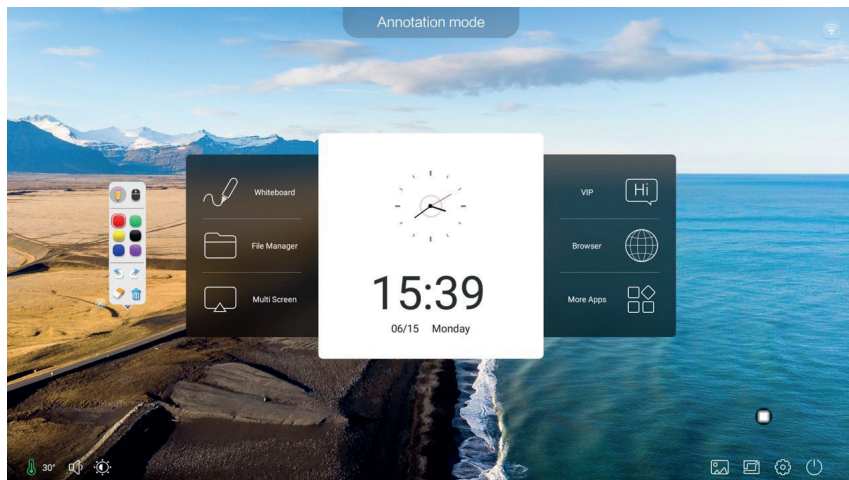 Annotation mode
Whiteboard
File Manager
Multi Screen
15:39
06/15 Monday
VIP
Hi
Browser
More Apps
30°